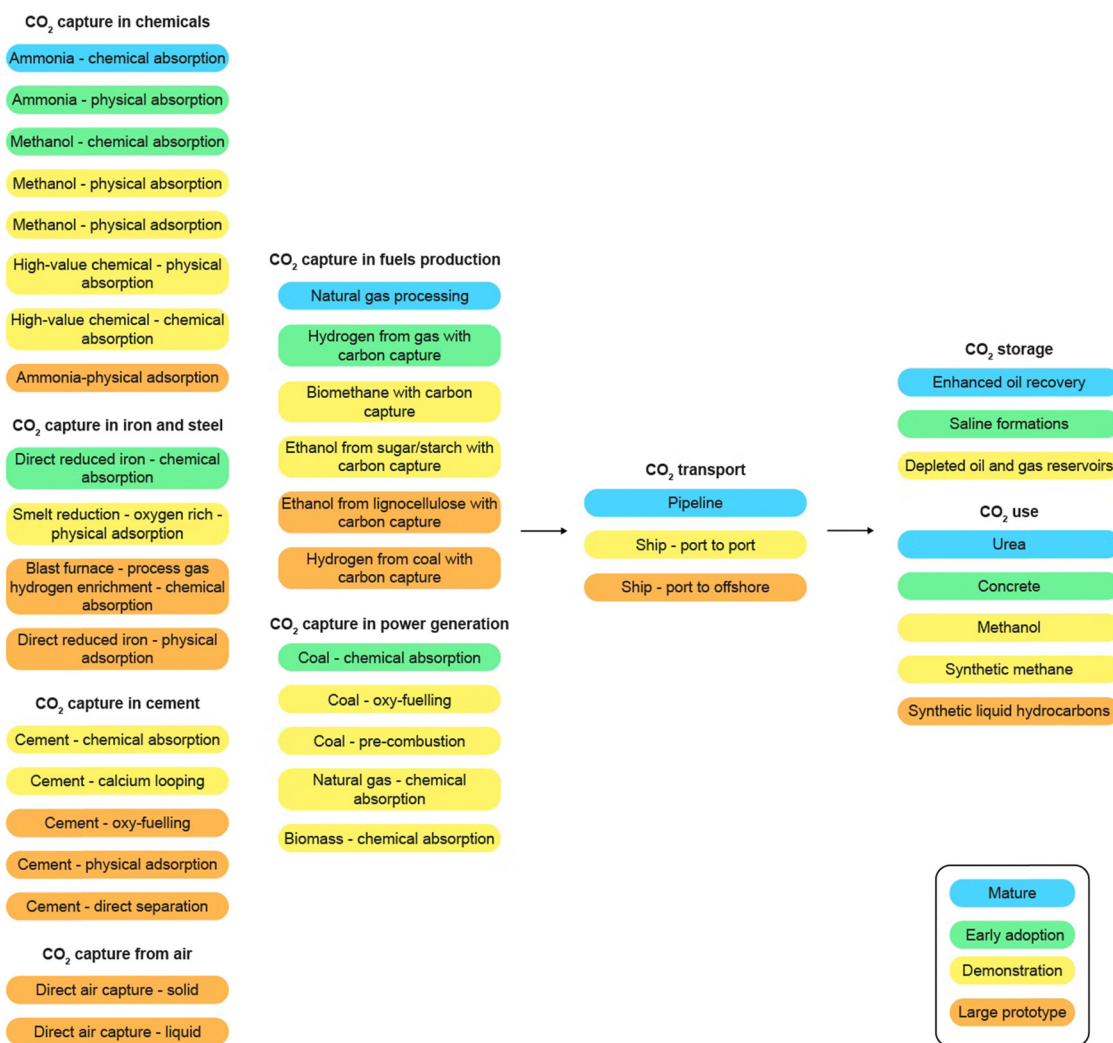 CO₂ capture in chemicals
Ammonia - chemical absorption
Ammonia - physical absorption
Methanol - chemical absorption
Methanol - physical absorption
Methanol - physical adsorption
High-value chemical - physical
absorption
High-value chemical - chemical
absorption
Ammonia-physical adsorption
CO₂ capture in iron and steel
Direct reduced iron - chemical
absorption
Smelt reduction - oxygen rich -
physical adsorption
Blast furnace - process gas
hydrogen enrichment - chemical
absorption
Direct reduced iron - physical
adsorption
CO₂ capture in cement
Cement - chemical absorption
Cement - calcium looping
Cement - oxy-fuelling
Cement - physical adsorption
Cement - direct separation
CO₂ capture from air
Direct air capture - solid
Direct air capture - liquid
CO₂ capture in fuels production
Natural gas processing
Hydrogen from gas with
carbon capture
Biomethane with carbon
capture
Ethanol from sugar/starch with
carbon capture
Ethanol from lignocellulose with
carbon capture
Hydrogen from coal with
carbon capture
CO₂ capture in power generation
Coal - chemical absorption
Coal - oxy-fuelling
Coal - pre-combustion
Natural gas - chemical
absorption
Biomass - chemical absorption
CO₂ transport
Pipeline
Ship - port to port
Ship - port to offshore
CO₂ storage
Enhanced oil recovery
Saline formations
Depleted oil and gas reservoirs
CO₂ use
Urea
Concrete
Methanol
Synthetic methane
Synthetic liquid hydrocarbons
Mature
Early adoption
Demonstration
Large prototype